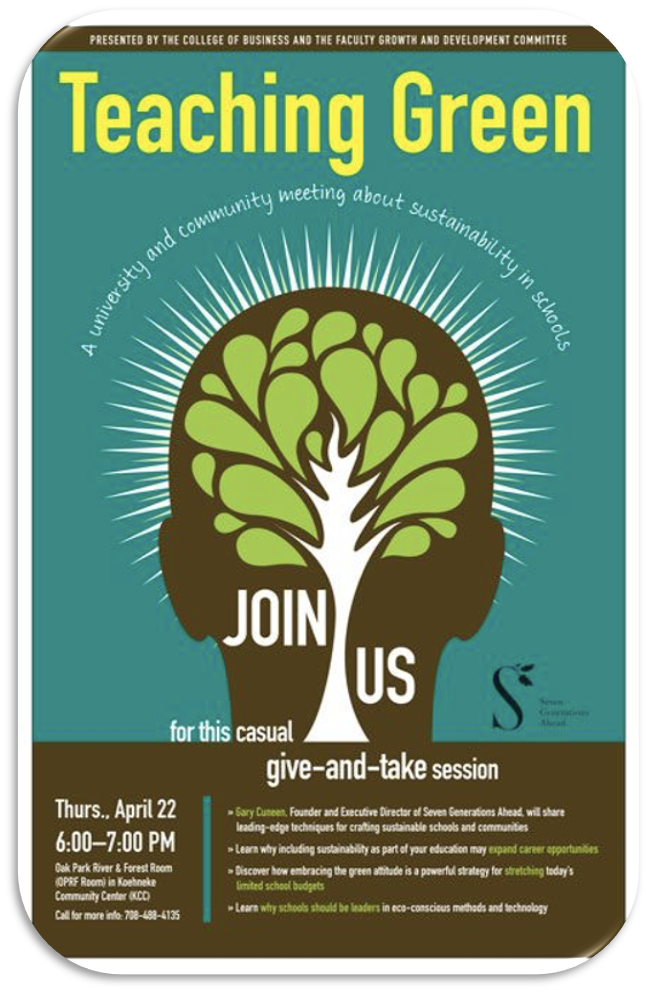 PRESENTED BY THE COLLEGE OF BUSINESS AND THE FACULTY GROWTH AND DEVELOPMENT COMMITTEE
Teaching Green
A university and community meeting about sustainability in schools
JOIN
US
for this casual
give-and-take session
S
Seven
Generations
Ahead
Thurs., April 22
6:00–7:00 PM
Oak Park River & Forest Room
(OPRF Room) in Koehneke
Community Center (KCC)
Call for more info: 708-488-4135
» Gary Cuneen, Founder and Executive Director of Seven Generations Ahead, will share
leading-edge techniques for crafting sustainable schools and communities
» Learn why including sustainability as part of your education may expand career opportunities
» Discover how embracing the green attitude is a powerful strategy for stretching today's
limited school budgets
» Learn why schools should be leaders in eco-conscious methods and technology